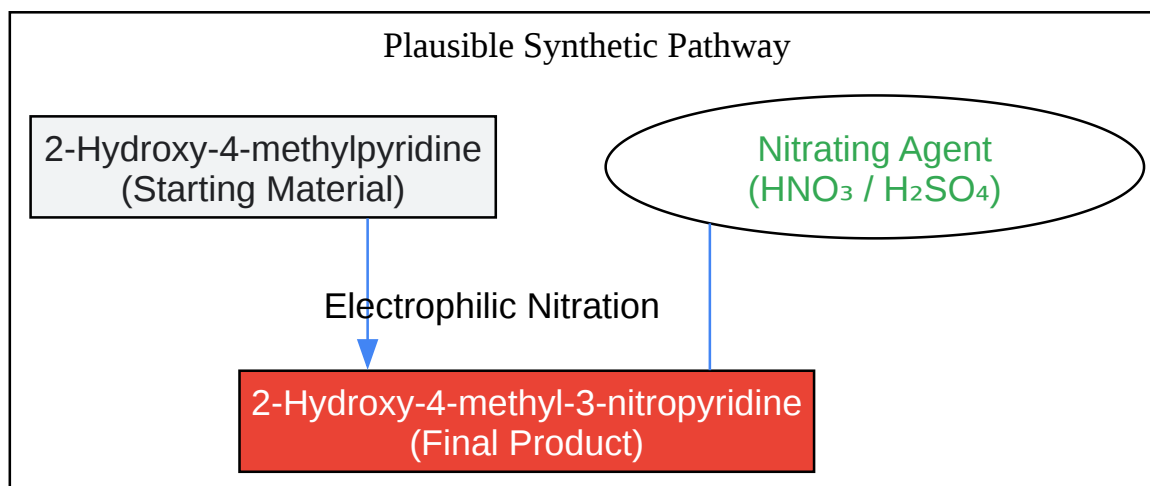 Plausible Synthetic Pathway
2-Hydroxy-4-methylpyridine
(Starting Material)
Nitrating Agent
(HNO₃ / H₂SO₄)
Electrophilic Nitration
2-Hydroxy-4-methyl-3-nitropyridine
(Final Product)